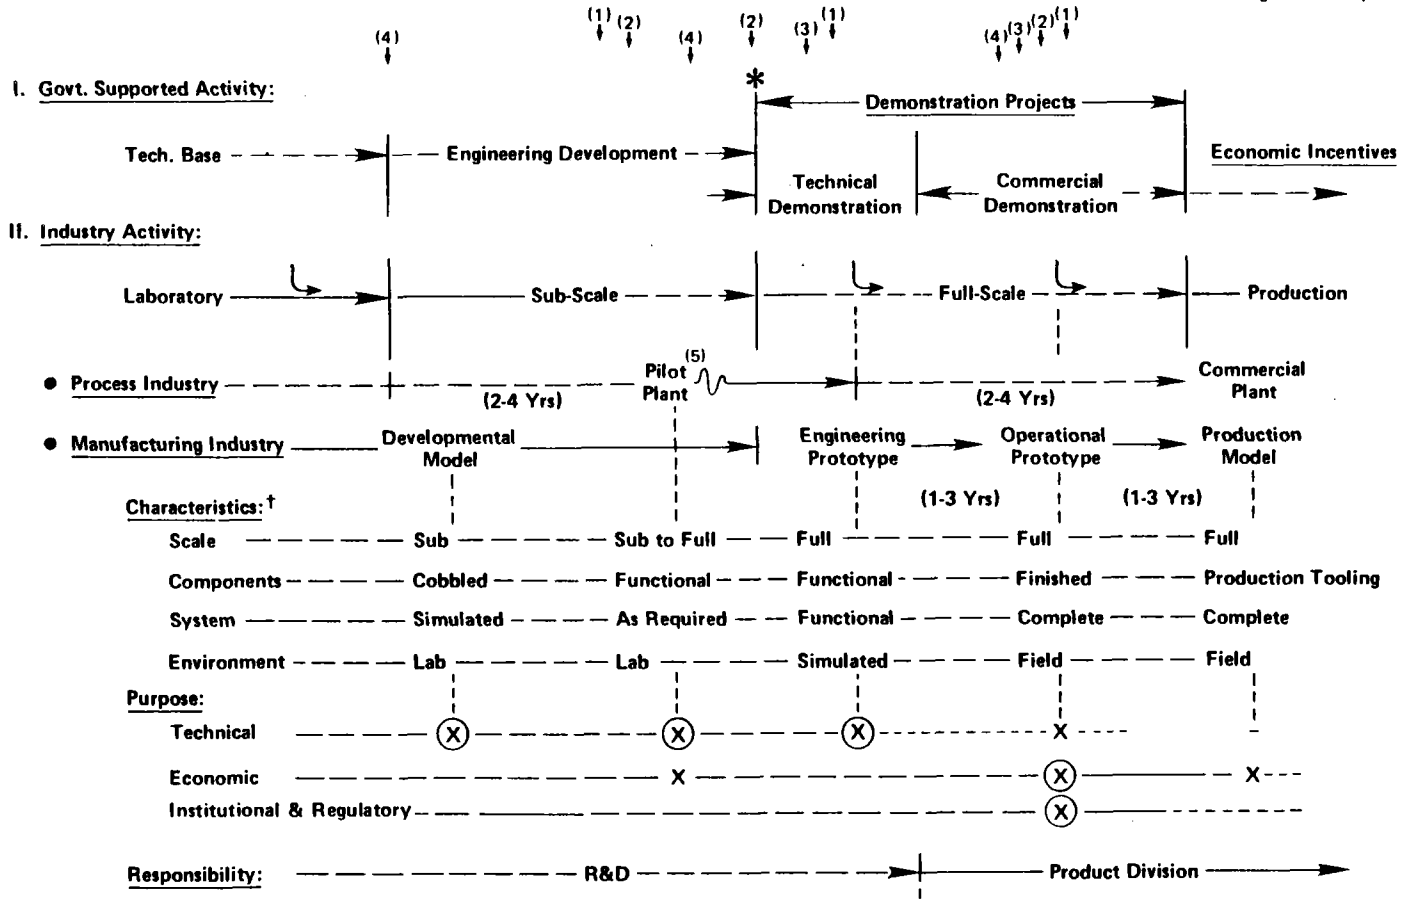 (4) (1) (2) (4) (2) (3) (1) (4) (3) (2) (1)
*
I. Govt. Supported Activity:
Demonstration Projects
Tech. Base Engineering Development Economic Incentives
Technical Demonstration
Commercial Demonstration
II. Industry Activity:
Laboratory Sub-Scale Full-Scale Production
(5)
● Process Industry Pilot Plant Commercial Plant
(2-4 Yrs) (2-4 Yrs)
● Manufacturing Industry Developmental Model Engineering Prototype Operational Prototype Production Model
(1-3 Yrs) (1-3 Yrs)
Characteristics:†
Scale Sub Sub to Full Full Full Full
Components Cobbled Functional Functional Finished Production Tooling
System Simulated As Required Functional Complete Complete
Environment Lab Lab Simulated Field Field
Purpose:
Technical X X X X
Economic X X X
Institutional & Regulatory X
Responsibility: R&D Product Division